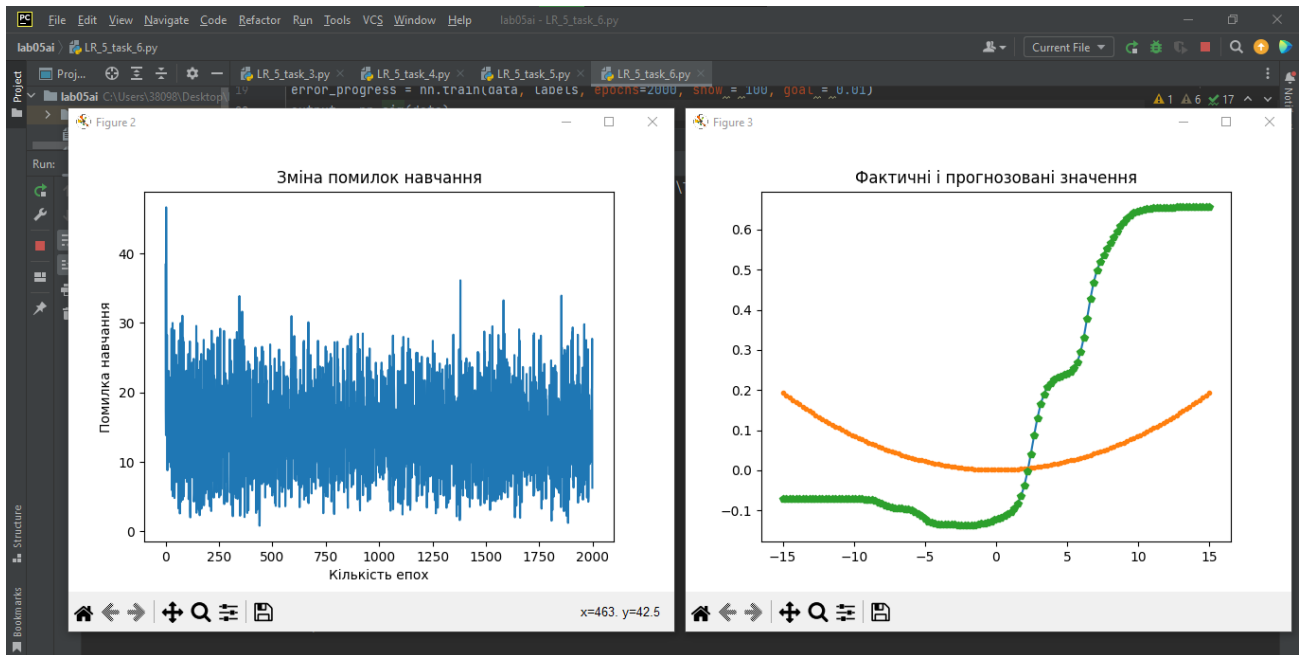 PC File Edit View Navigate Code Refactor Run Tools VCS Window Help lab05ai - LR_5_task_6.py
lab05ai LR_5_task_6.py Current File
Proj... LR_5_task_3.py LR_5_task_4.py LR_5_task_5.py LR_5_task_6.py
Project
lab05ai C:\Users\38098\Desktop\
19 error_progress = nn.train(data, labels, epochs=2000, show = 100, goal = 0.01)
1 6 17
Run:
Structure
Bookmarks
Figure 2
Зміна помилок навчання
Помилка навчання
40
30
20
10
0
0 250 500 750 1000 1250 1500 1750 2000
Кількість епох
x=463. y=42.5
Figure 3
Фактичні і прогнозовані значення
0.6
0.5
0.4
0.3
0.2
0.1
0.0
−0.1
−15 −10 −5 0 5 10 15